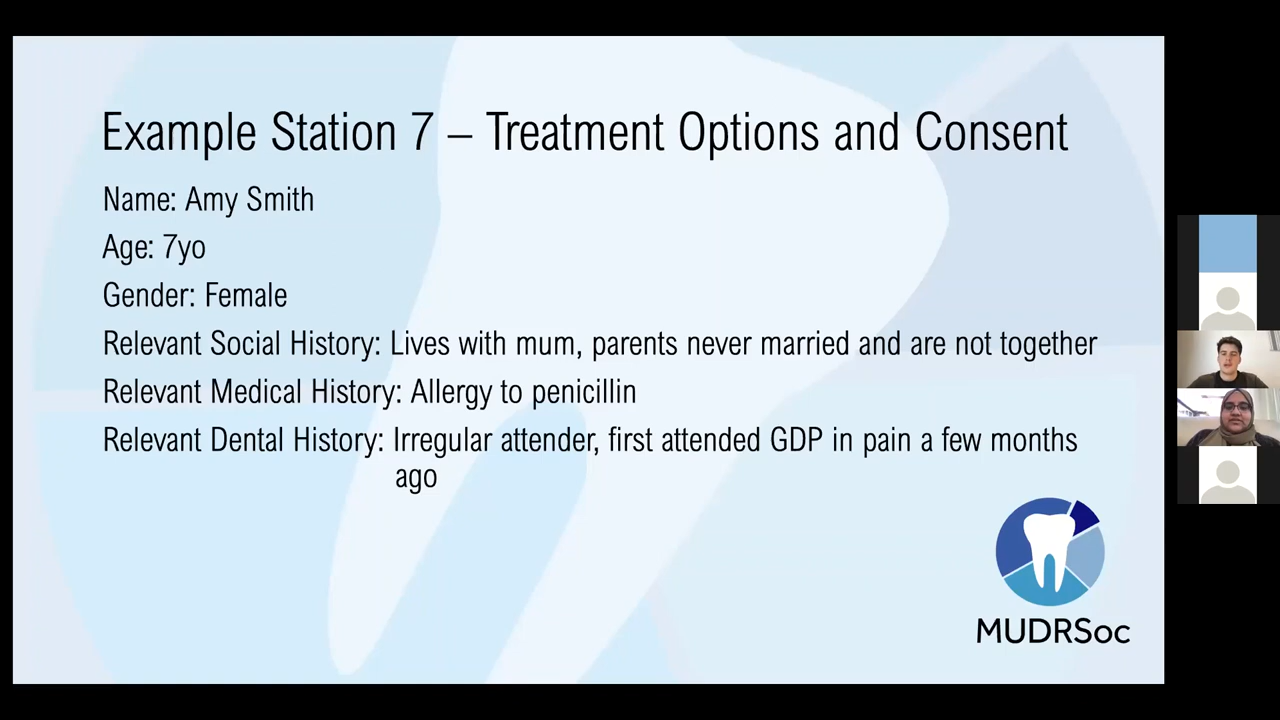 Example Station 7 – Treatment Options and Consent
Name: Amy Smith
Age: 7yo
Gender: Female
Relevant Social History: Lives with mum, parents never married and are not together
Relevant Medical History: Allergy to penicillin
Relevant Dental History: Irregular attender, first attended GDP in pain a few months
ago
MUDRSoc